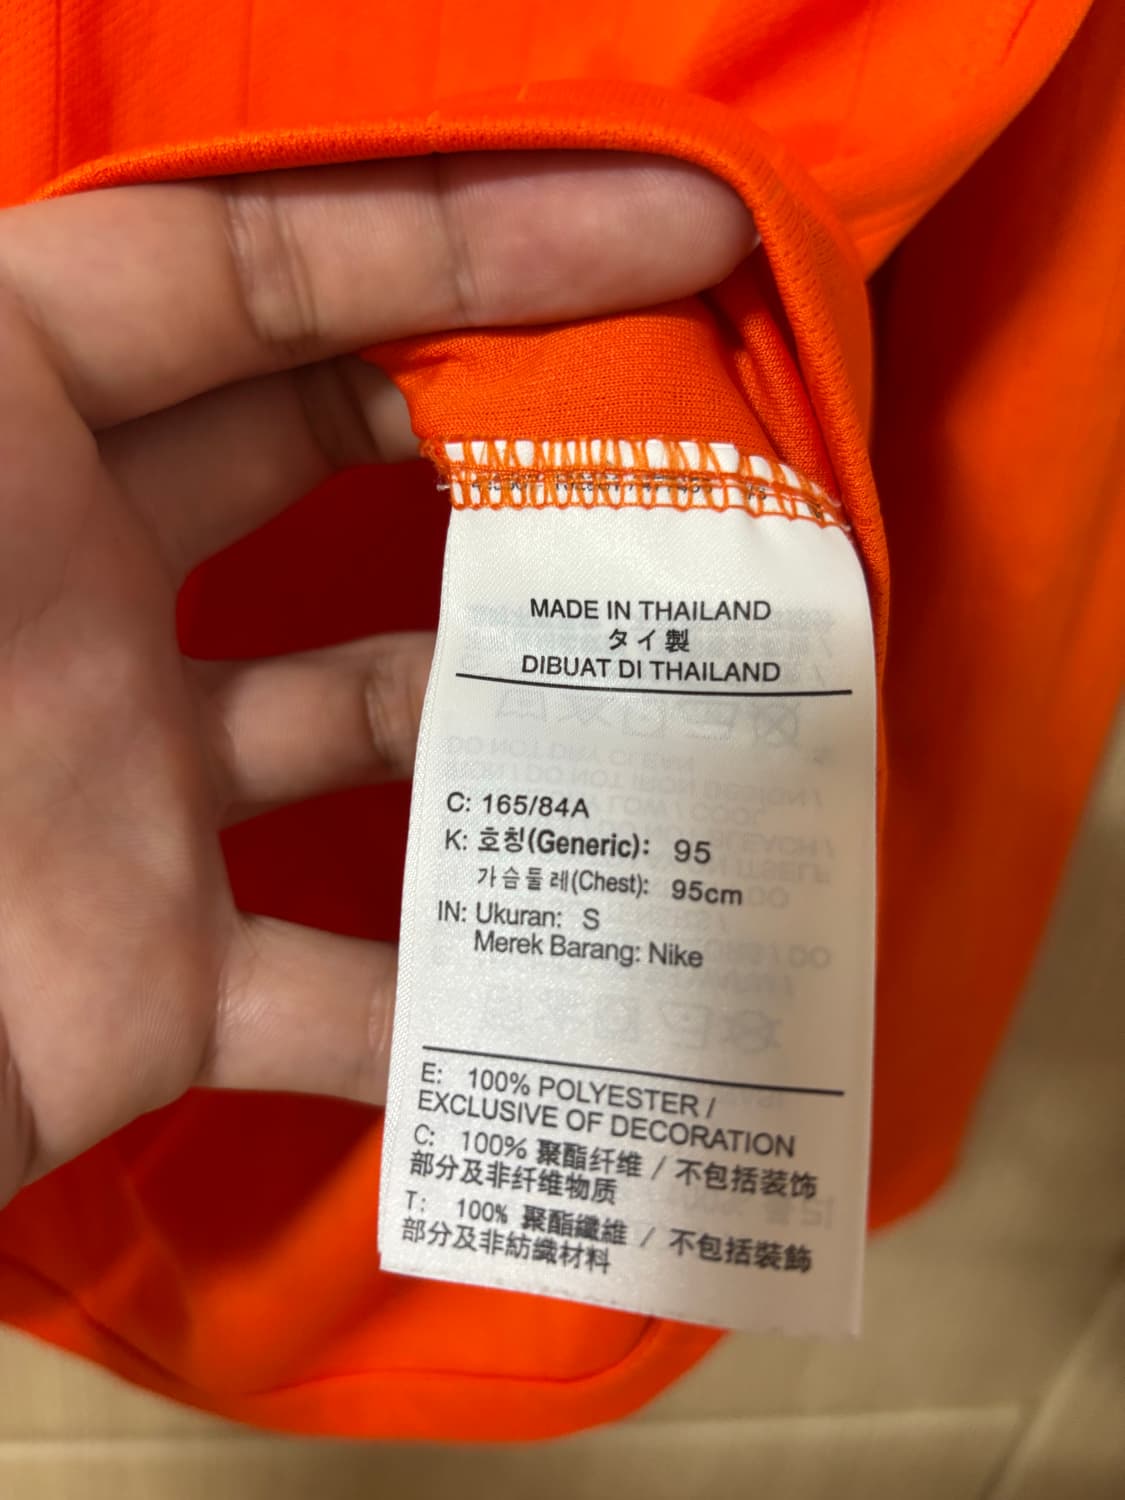 MADE IN THAILAND
タイ製
DIBUAT DI THAILAND
C: 165/84A
K: 호칭(Generic): 95
가슴둘레(Chest): 95cm
IN: Ukuran: S
Merek Barang: Nike
E: 100% POLYESTER /
EXCLUSIVE OF DECORATION
C: 100% 聚酯纤维 / 不包括装饰
部分及非纤维物质
T: 100% 聚酯纖維 / 不包括裝飾
部分及非紡織材料